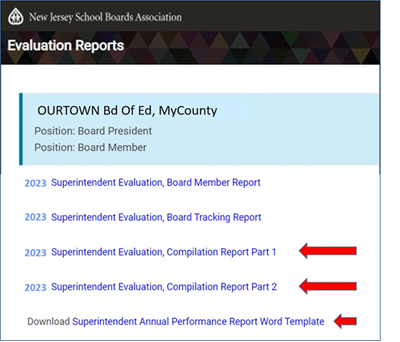 New Jersey School Boards Association
Evaluation Reports
OURTOWN Bd Of Ed, MyCounty
Position: Board President
Position: Board Member
2023 Superintendent Evaluation, Board Member Report
2023 Superintendent Evaluation, Board Tracking Report
2023 Superintendent Evaluation, Compilation Report Part 1
2023 Superintendent Evaluation, Compilation Report Part 2
Download Superintendent Annual Performance Report Word Template